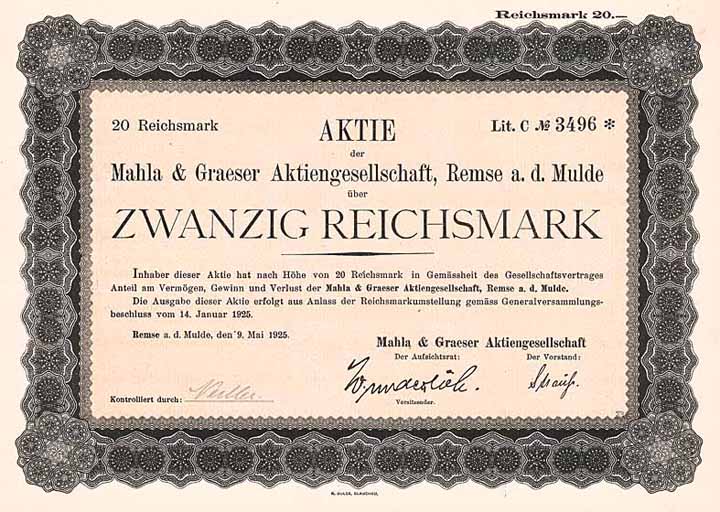 Reichsmark 20.—
20 Reichsmark AKTIE Lit. C № 3496 *
der
Mahla & Graeser Aktiengesellschaft, Remse a. d. Mulde
über
ZWANZIG REICHSMARK
Inhaber dieser Aktie hat nach Höhe von 20 Reichsmark in Gemässheit des Gesellschaftsvertrages
Anteil am Vermögen, Gewinn und Verlust der Mahla & Graeser Aktiengesellschaft, Remse a. d. Mulde.
Die Ausgabe dieser Aktie erfolgt aus Anlass der Reichsmarkumstellung gemäss Generalversammlungs-
beschluss vom 14. Januar 1925.
Remse a. d. Mulde, den 9. Mai 1925.
Mahla & Graeser Aktiengesellschaft
Der Aufsichtsrat: Der Vorstand:
Wunderlich. Strauß.
Vorsitzender.
Kontrolliert durch: